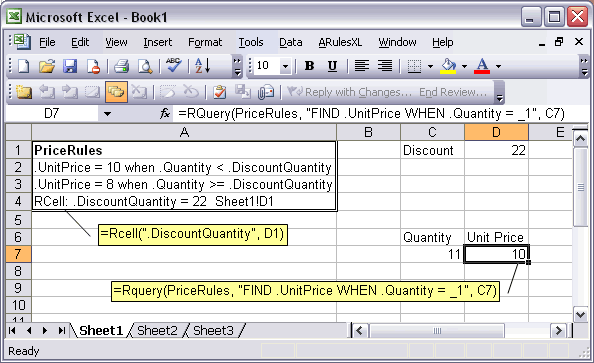 Microsoft Excel - Book1
File Edit View Insert Format Tools Data ARulesXL Window Help
10 B U A
Reply with Changes... End Review...
D7 fx =RQuery(PriceRules, "FIND .UnitPrice WHEN .Quantity = _1", C7)
A B C D E
1 PriceRules Discount 22
2 .UnitPrice = 10 when .Quantity < .DiscountQuantity
3 .UnitPrice = 8 when .Quantity >= .DiscountQuantity
4 RCell: .DiscountQuantity = 22 Sheet1!D1
5 =Rcell(".DiscountQuantity", D1)
6 Quantity Unit Price
7 11 10
8
9 =Rquery(PriceRules, "FIND .UnitPrice WHEN .Quantity = _1", C7)
10
11
Sheet1 Sheet2 Sheet3
Ready